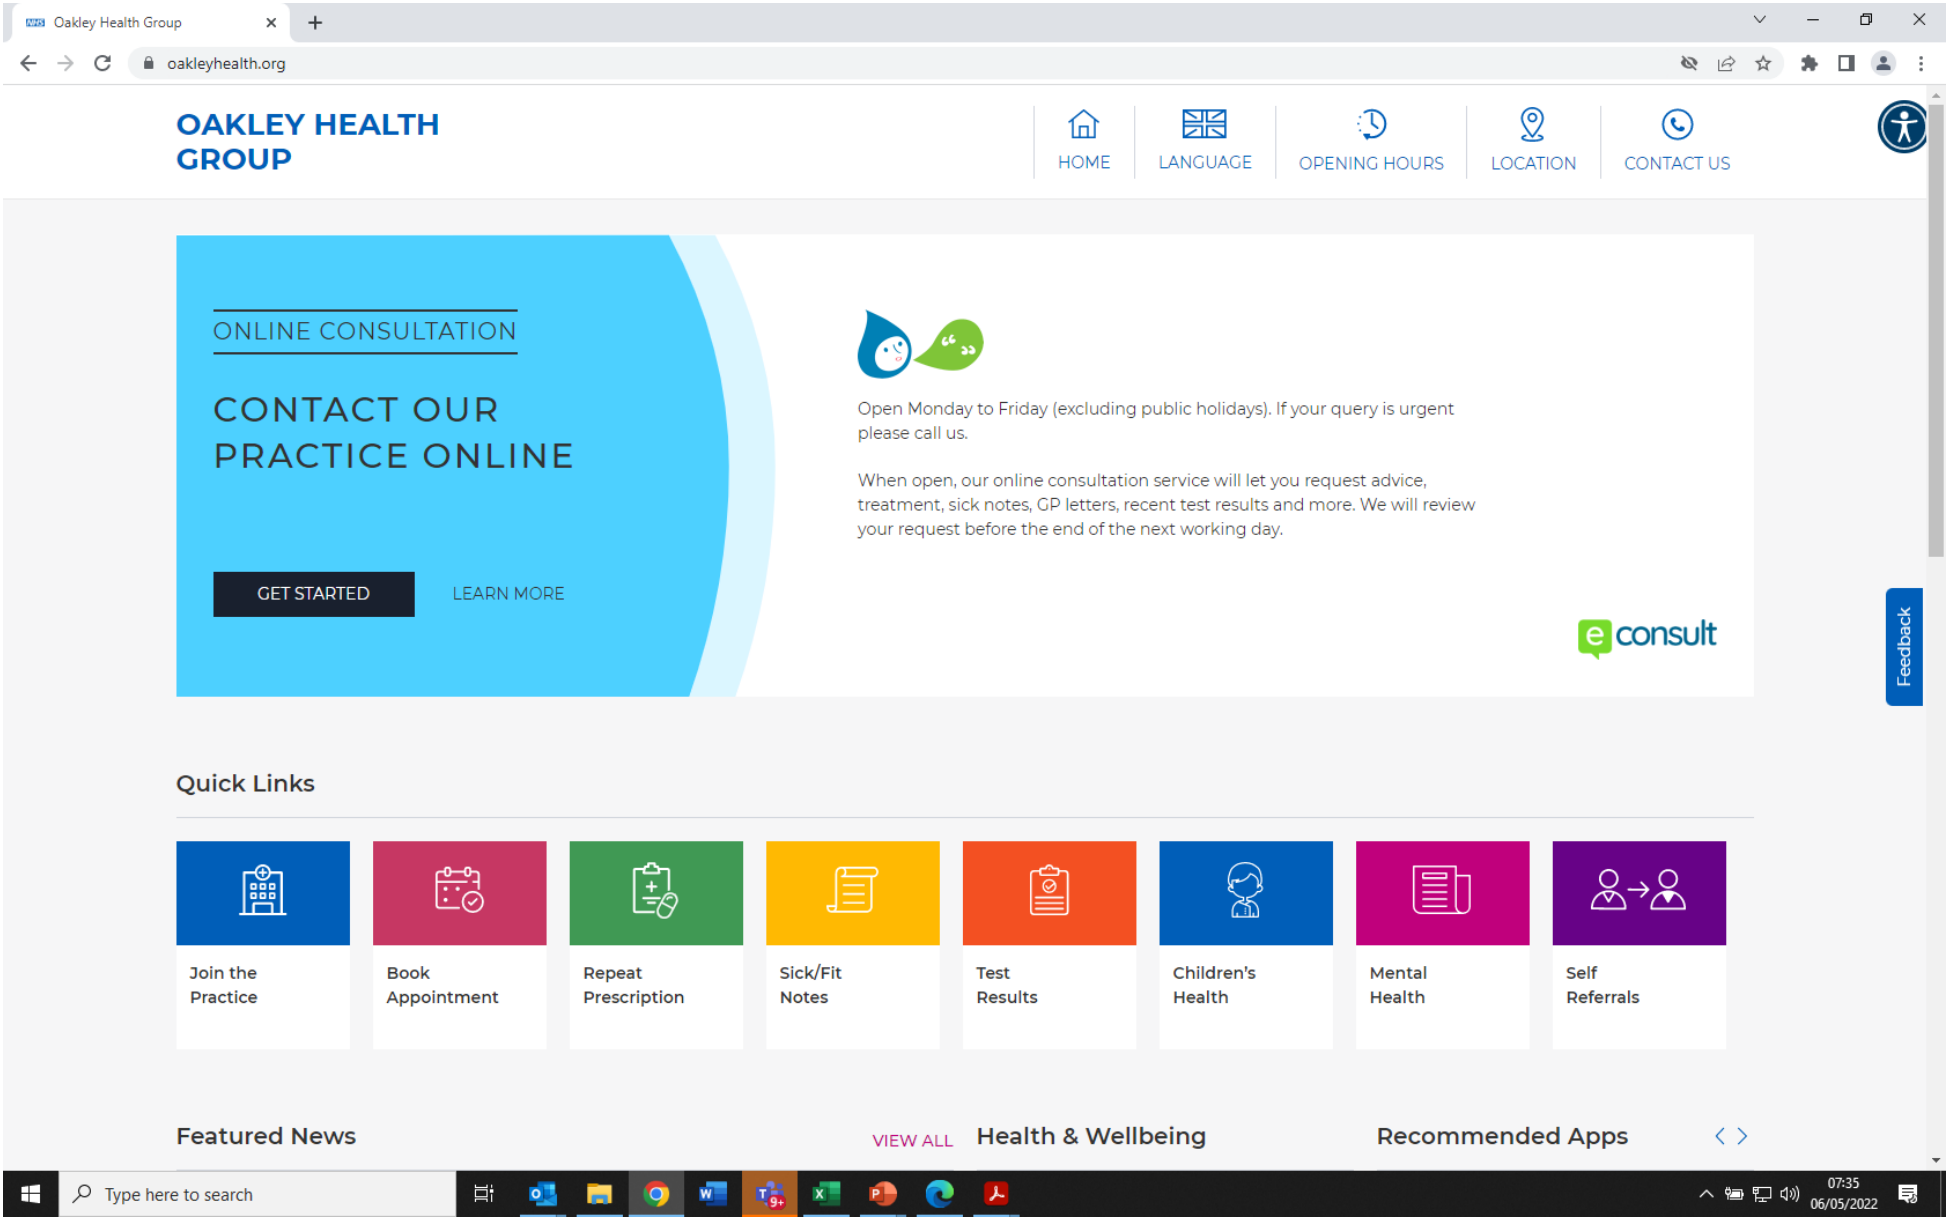 NHS Oakley Health Group
oakleyhealth.org
OAKLEY HEALTH
GROUP
HOME
LANGUAGE
OPENING HOURS
LOCATION
CONTACT US
ONLINE CONSULTATION
CONTACT OUR
PRACTICE ONLINE
GET STARTED
LEARN MORE
“ ”
Open Monday to Friday (excluding public holidays). If your query is urgent
please call us.
When open, our online consultation service will let you request advice,
treatment, sick notes, GP letters, recent test results and more. We will review
your request before the end of the next working day.
e consult
Feedback
Quick Links
Join the
Practice
Book
Appointment
Repeat
Prescription
Sick/Fit
Notes
Test
Results
Children's
Health
Mental
Health
Self
Referrals
Featured News
VIEW ALL
Health & Wellbeing
Recommended Apps
Type here to search
9+
07:35
06/05/2022